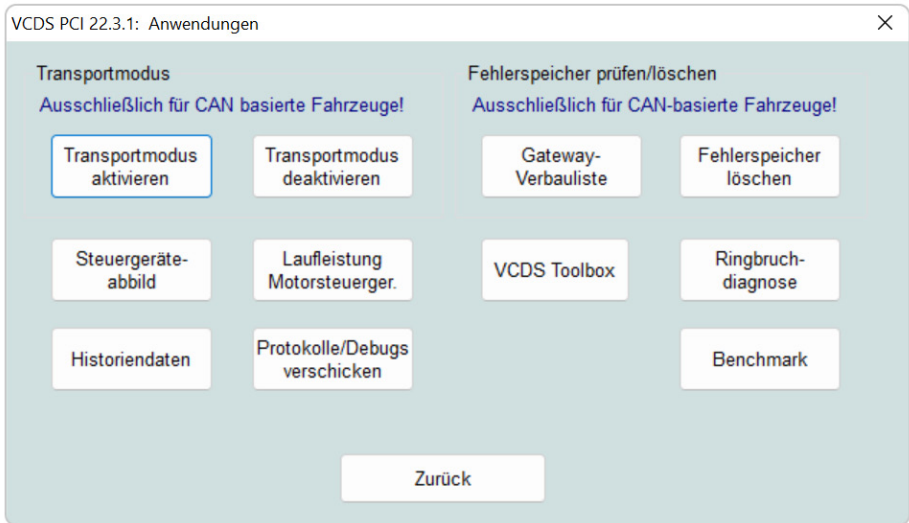 VCDS PCI 22.3.1: Anwendungen
Transportmodus
Ausschließlich für CAN basierte Fahrzeuge!
Transportmodus
aktivieren
Transportmodus
deaktivieren
Fehlerspeicher prüfen/löschen
Ausschließlich für CAN-basierte Fahrzeuge!
Gateway-
Verbauliste
Fehlerspeicher
löschen
Steuergeräte-
abbild
Laufleistung
Motorsteuerger.
VCDS Toolbox
Ringbruch-
diagnose
Historiendaten
Protokolle/Debugs
verschicken
Benchmark
Zurück